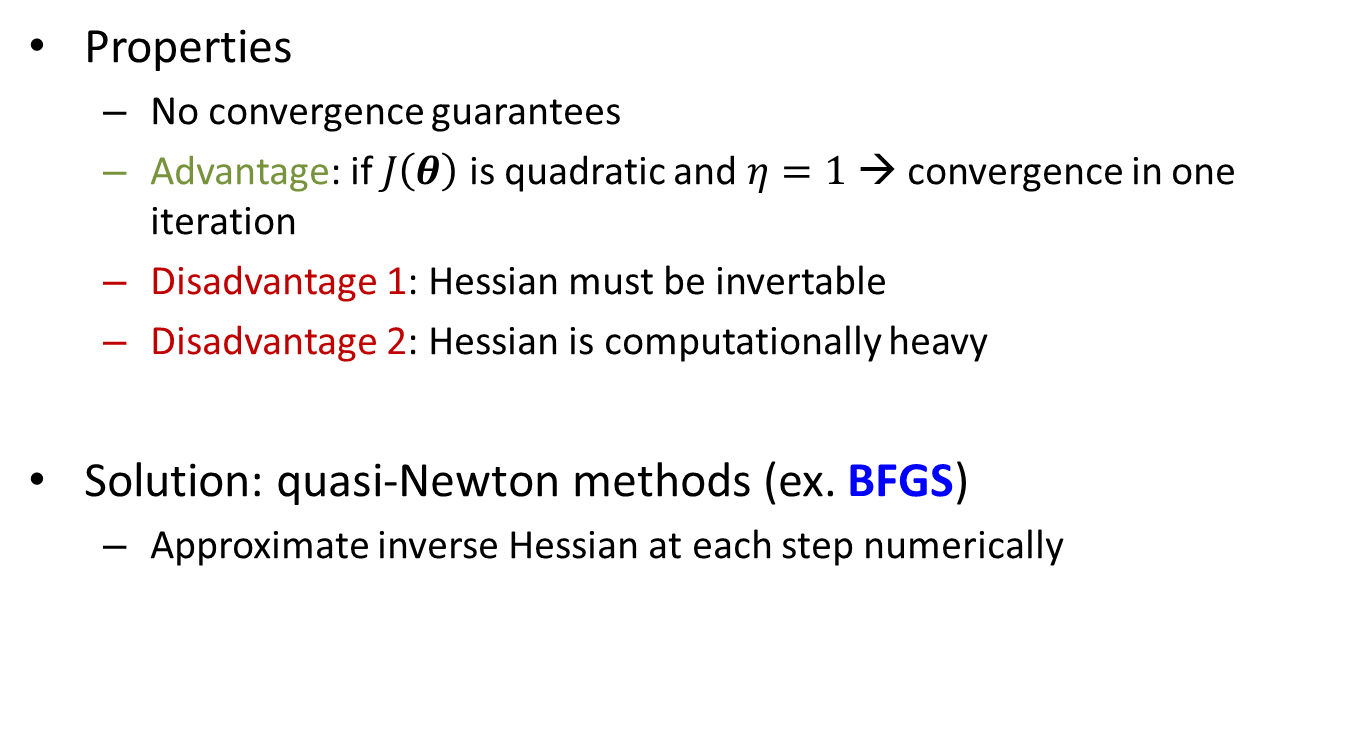 • Properties
– No convergence guarantees
– Advantage: if J(θ) is quadratic and η = 1 → convergence in one
iteration
– Disadvantage 1: Hessian must be invertable
– Disadvantage 2: Hessian is computationally heavy
• Solution: quasi-Newton methods (ex. BFGS)
– Approximate inverse Hessian at each step numerically